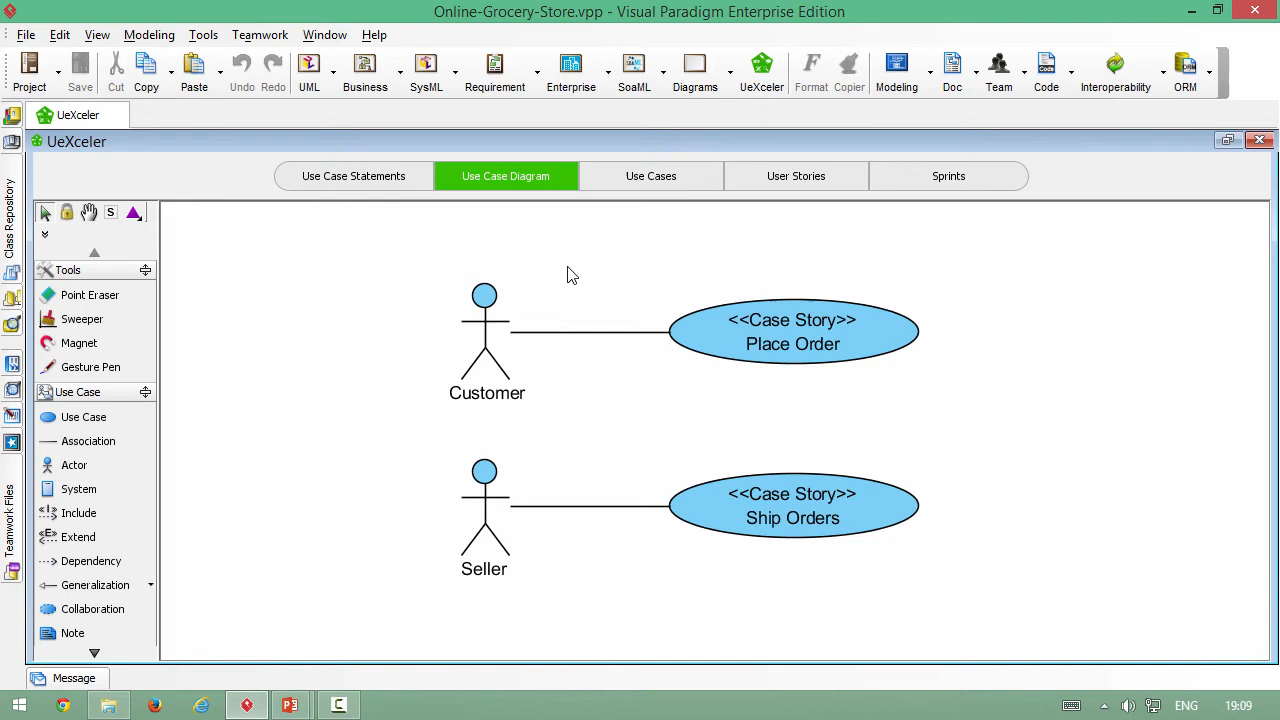 Online-Grocery-Store.vpp - Visual Paradigm Enterprise Edition
File Edit View Modeling Tools Teamwork Window Help
Project Save Cut Copy Paste Undo Redo UML Business SysML Requirement Enterprise SoaML Diagrams UeXceler Format Copier Modeling Doc Team Code Interoperability ORM
UeXceler
UeXceler
Use Case Statements Use Case Diagram Use Cases User Stories Sprints
Class Repository
Teamwork Files
S
Tools
Point Eraser
Sweeper
Magnet
Gesture Pen
Use Case
Use Case
Association
Actor
System
Include
Extend
Dependency
Generalization
Collaboration
Note
<<Case Story>>
Place Order
Customer
<<Case Story>>
Ship Orders
Seller
Message
ENG 19:09